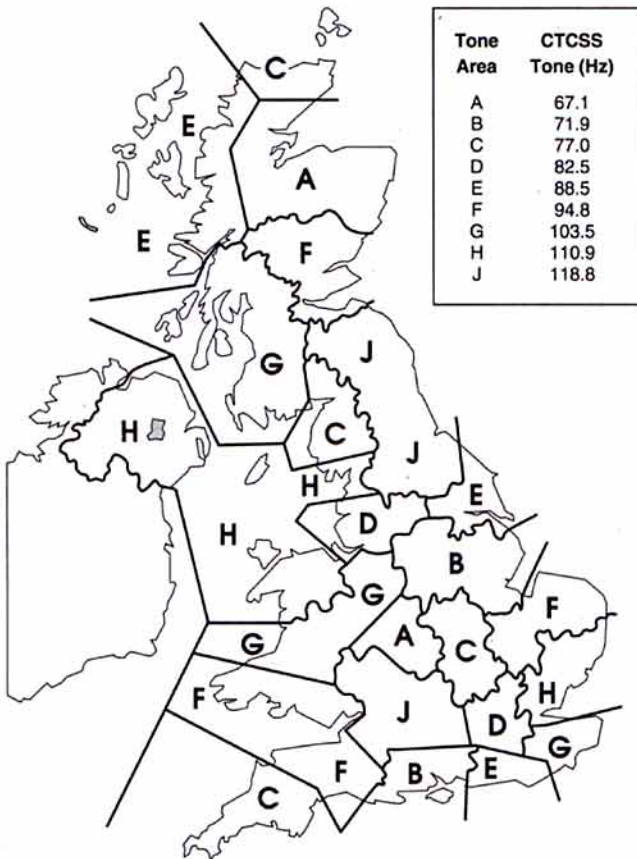 Tone CTCSS
Area Tone (Hz)
A 67.1
B 71.9
C 77.0
D 82.5
E 88.5
F 94.8
G 103.5
H 110.9
J 118.8
C
E
A
E
F
J
G
H
C
J
H
E
D
H
B
G
F
A
G
C
H
F
J
D
G
F
B
E
C